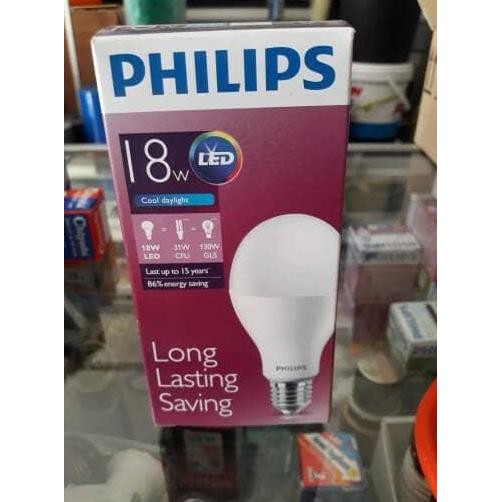 PHILIPS
18w
LED
Cool daylight
18W = 31W = 130W
LED CFLi GLS
Last up to 15 years
86% energy saving
PHILIPS
Long
Lasting
Saving